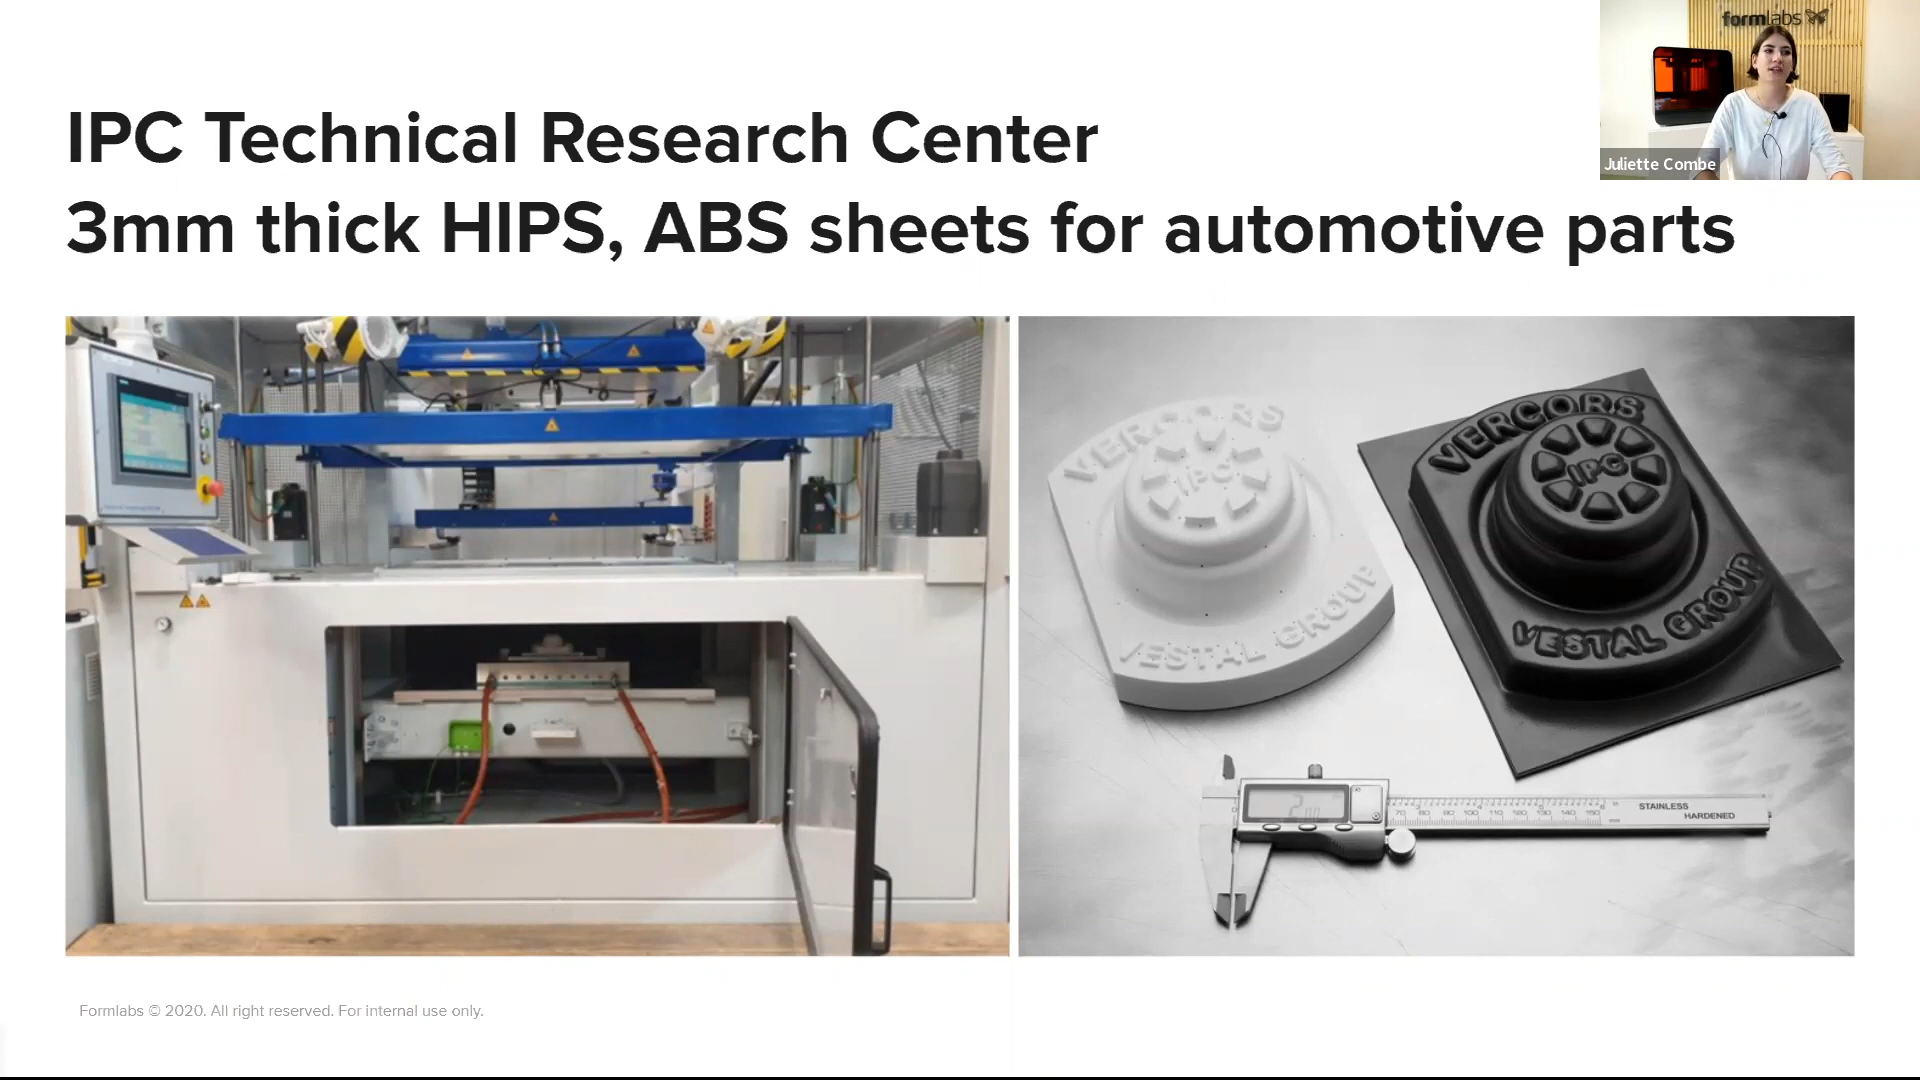 formlabs
Juliette Combe
IPC Technical Research Center
3mm thick HIPS, ABS sheets for automotive parts
VERCORS
IPC
VESTAL GROUP
VERCORS
IPC
VESTAL GROUP
STAINLESS
HARDENED
Formlabs © 2020. All right reserved. For internal use only.